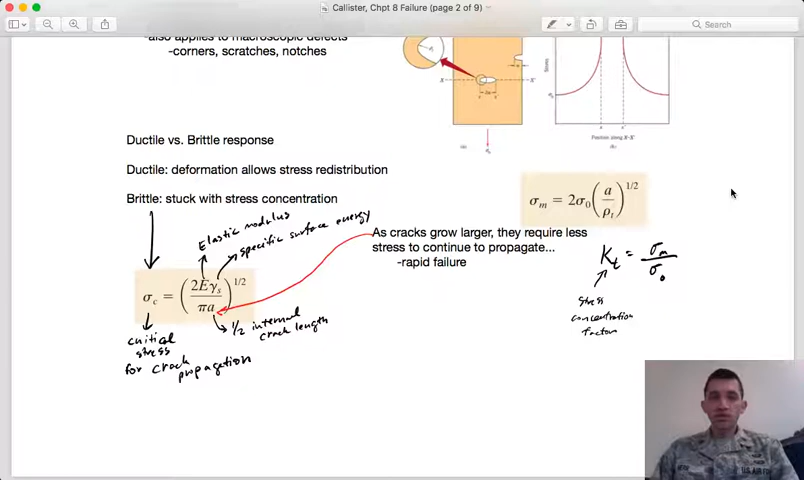 Callister, Chpt 8 Failure (page 2 of 9)
Search
-also applies to macroscopic defects
-corners, scratches, notches
Stress
Position along X-X'
(a)
(b)
Ductile vs. Brittle response
Ductile: deformation allows stress redistribution
Brittle: stuck with stress concentration
σm = 2σ0(a/ρt)^1/2
Elastic modulus
specific surface energy
As cracks grow larger, they require less
stress to continue to propagate...
-rapid failure
Kt = σm/σo
stress
concentration
factor
σc = (2Eγs/πa)^1/2
1/2 internal
crack length
critical
stress
for crack
propagation
U.S. AIR